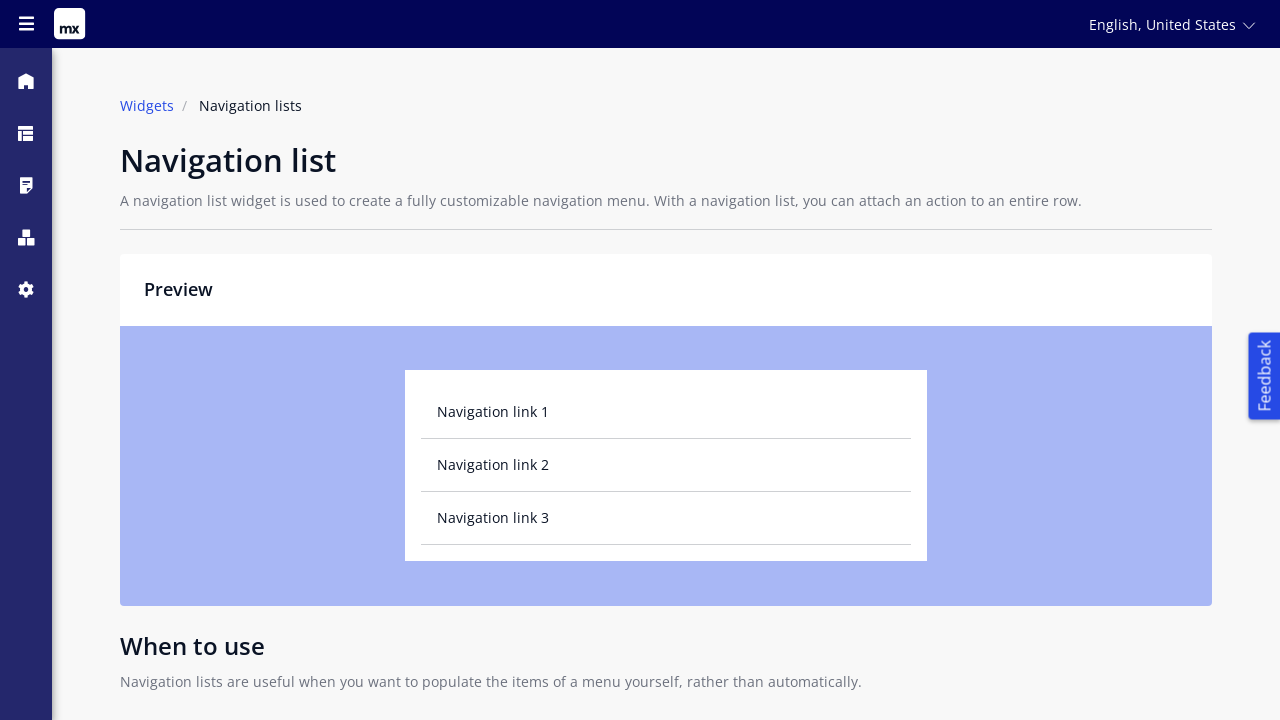 mx
English, United States
Widgets / Navigation lists
Navigation list
A navigation list widget is used to create a fully customizable navigation menu. With a navigation list, you can attach an action to an entire row.
Preview
Navigation link 1
Navigation link 2
Navigation link 3
Feedback
When to use
Navigation lists are useful when you want to populate the items of a menu yourself, rather than automatically.